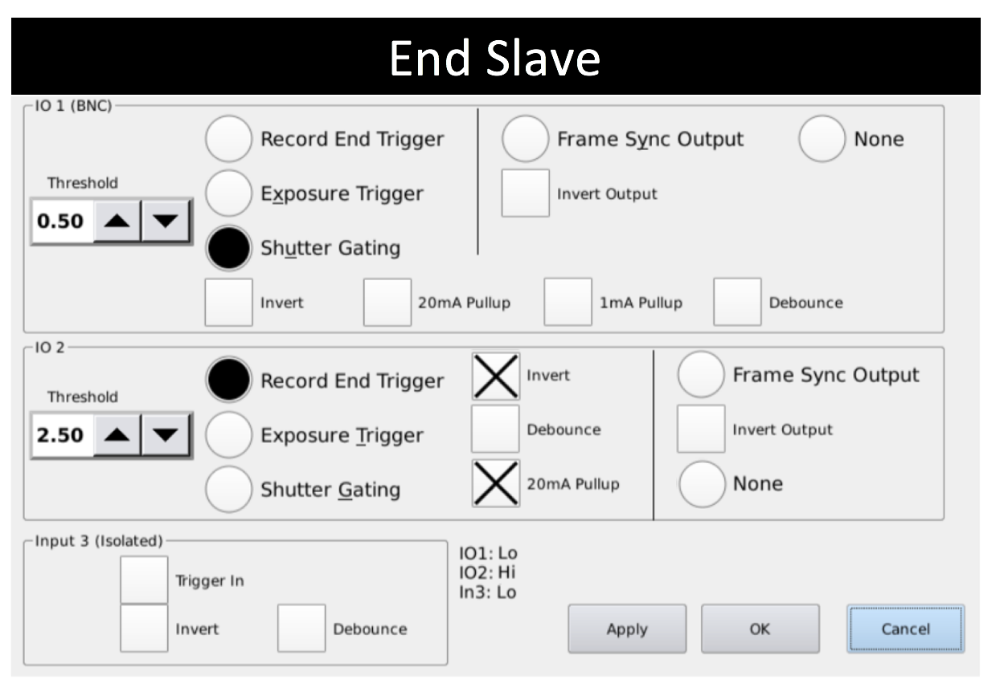 End Slave
IO 1 (BNC)
Record End Trigger
Frame Sync Output
None
Threshold
Exposure Trigger
Invert Output
0.50
Shutter Gating
Invert
20mA Pullup
1mA Pullup
Debounce
IO 2
Record End Trigger
Invert
Frame Sync Output
Threshold
2.50
Exposure Trigger
Debounce
Invert Output
Shutter Gating
20mA Pullup
None
Input 3 (Isolated)
Trigger In
Invert
Debounce
IO1: Lo
IO2: Hi
In3: Lo
Apply
OK
Cancel